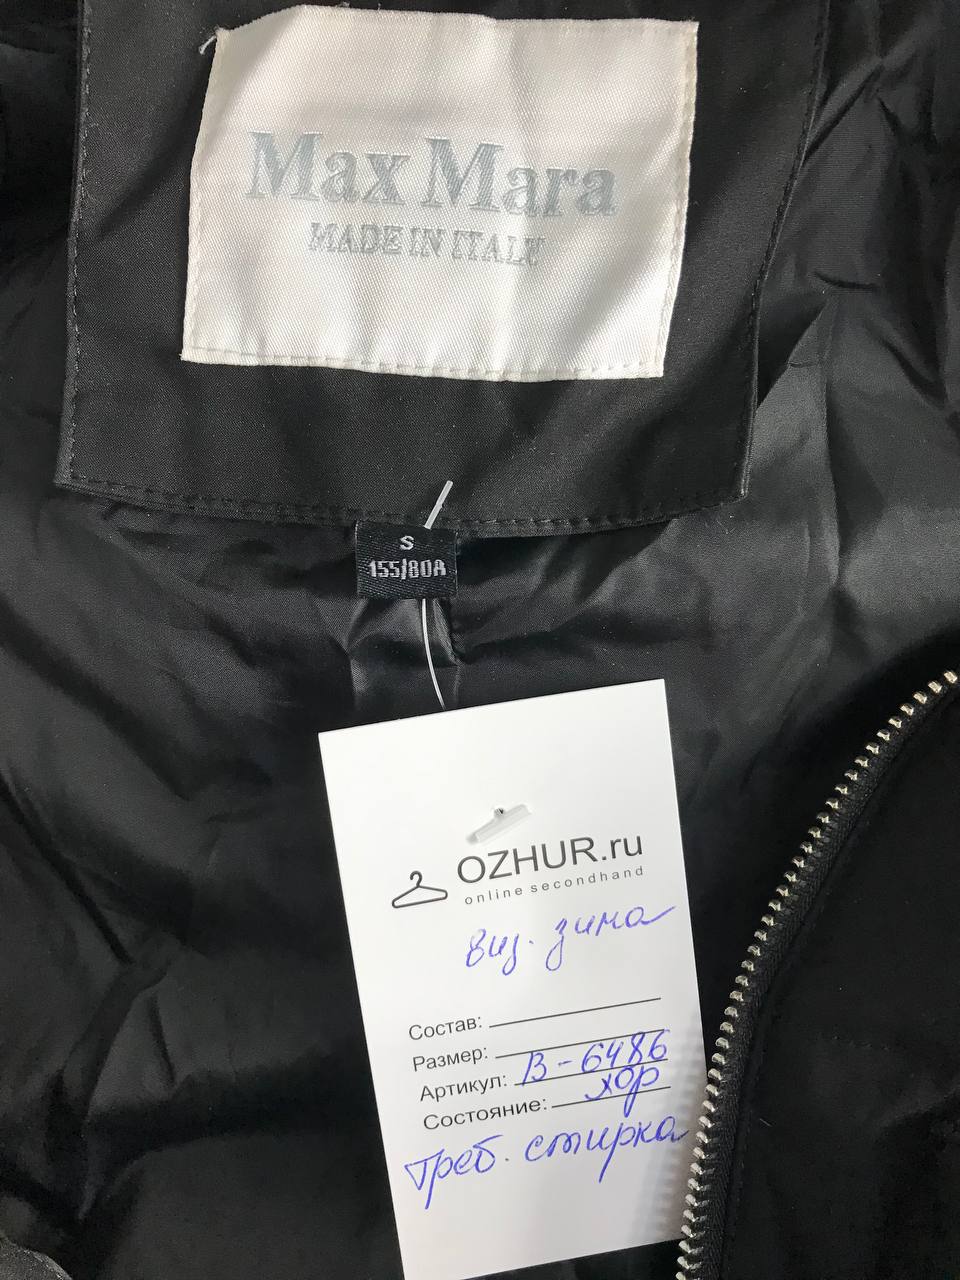 Max Mara
MADE IN ITALY
S
155/80A
OZHUR.ru
online secondhand
виз. зима
Состав:
Размер:
Артикул: В-6486
Состояние: хор
треб. стирка